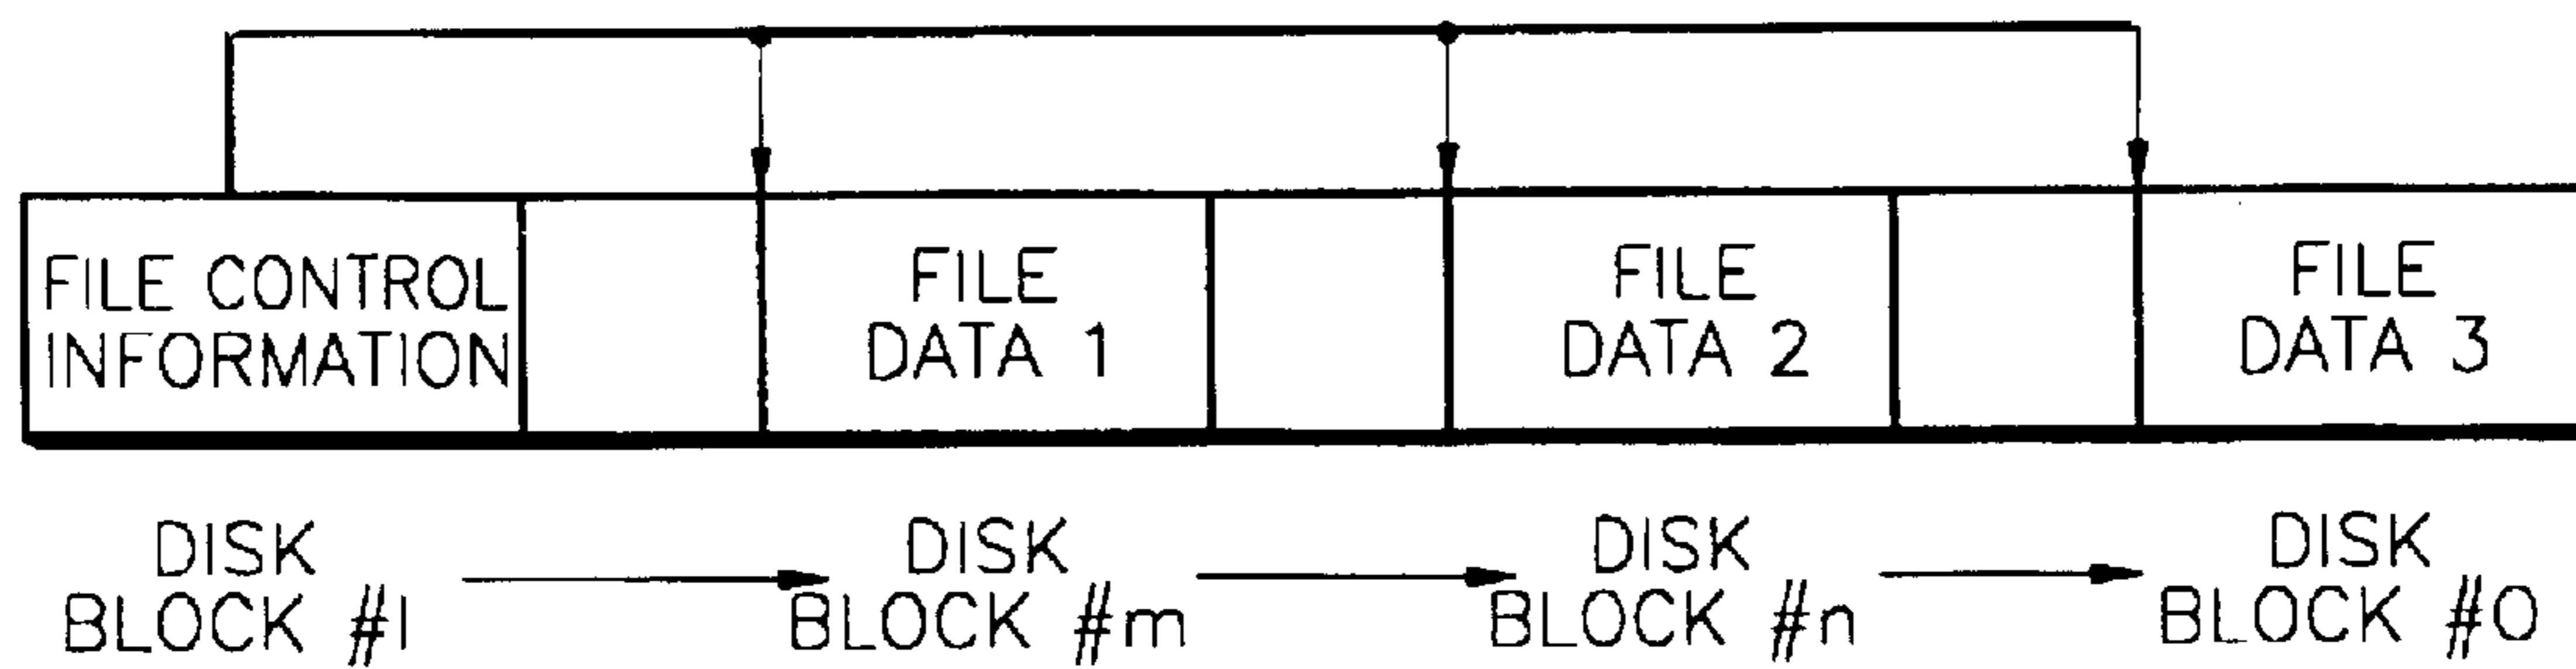 FILE CONTROL
INFORMATION
FILE
DATA 1
FILE
DATA 2
FILE
DATA 3
DISK
BLOCK #l
DISK
BLOCK #m
DISK
BLOCK #n
DISK
BLOCK #O